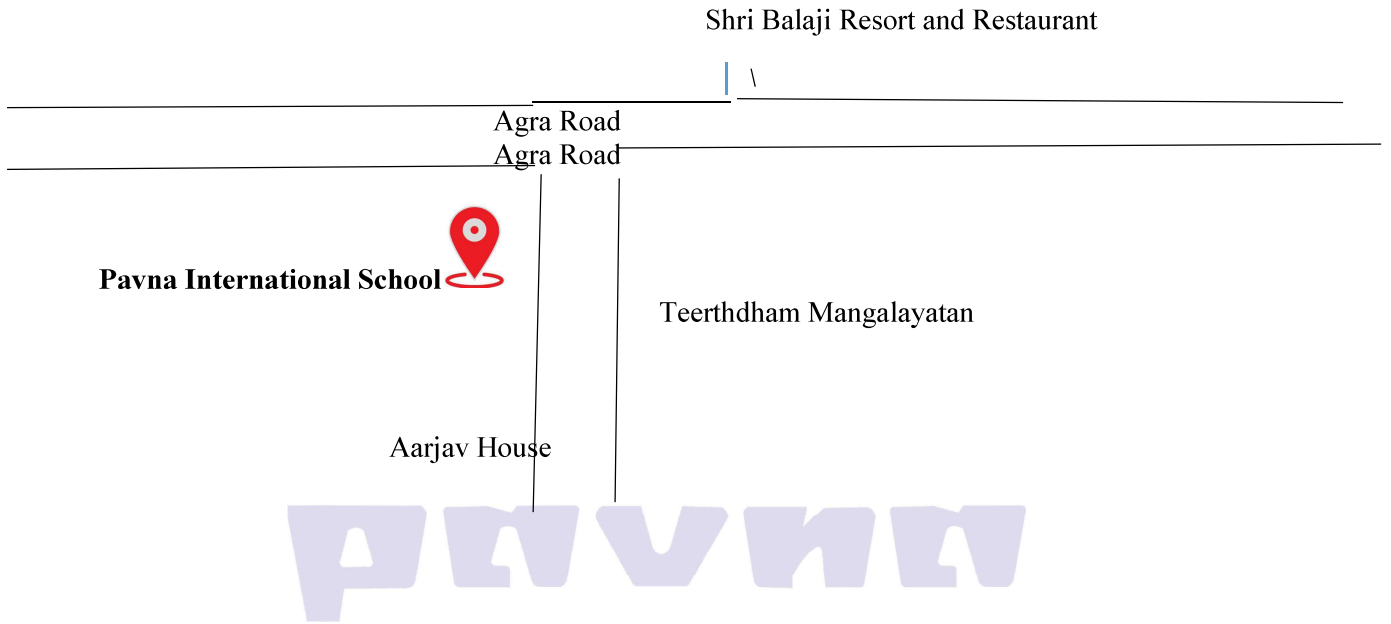 Shri Balaji Resort and Restaurant
\
Agra Road
Agra Road
Pavna International School
Teerthdham Mangalayatan
Aarjav House
pavna